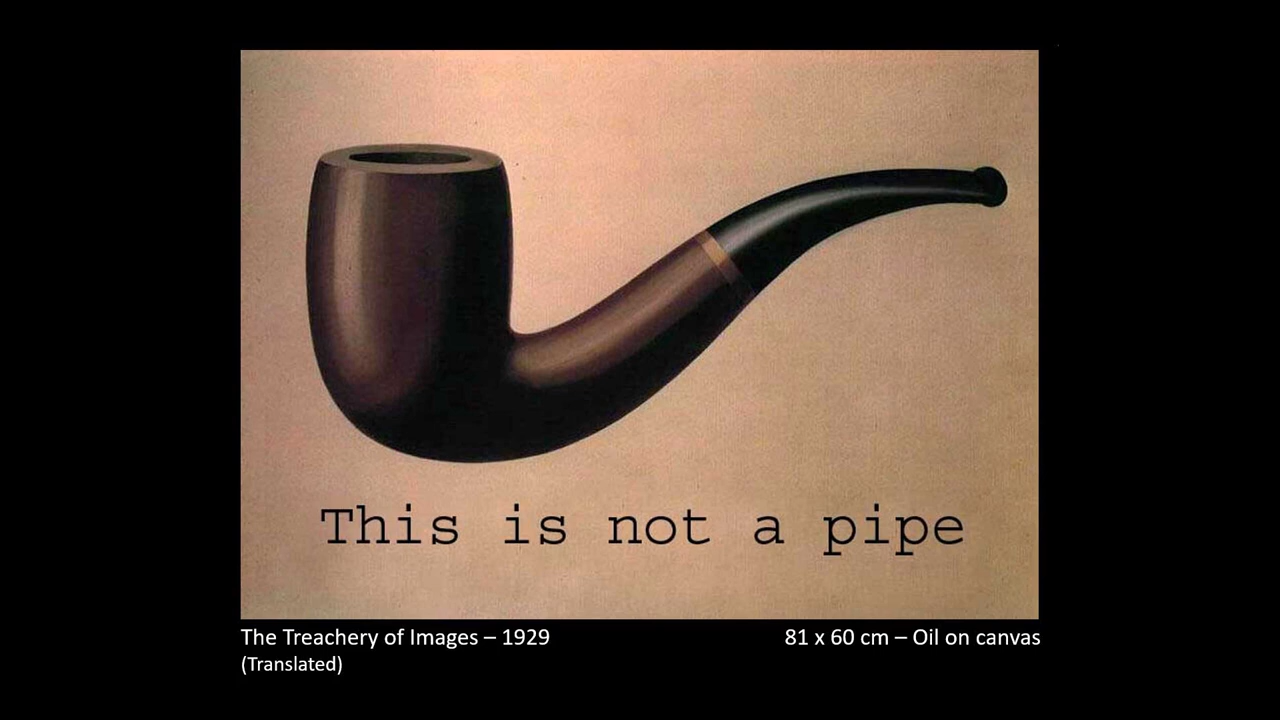 This is not a pipe
The Treachery of Images – 1929
81 x 60 cm – Oil on canvas
(Translated)